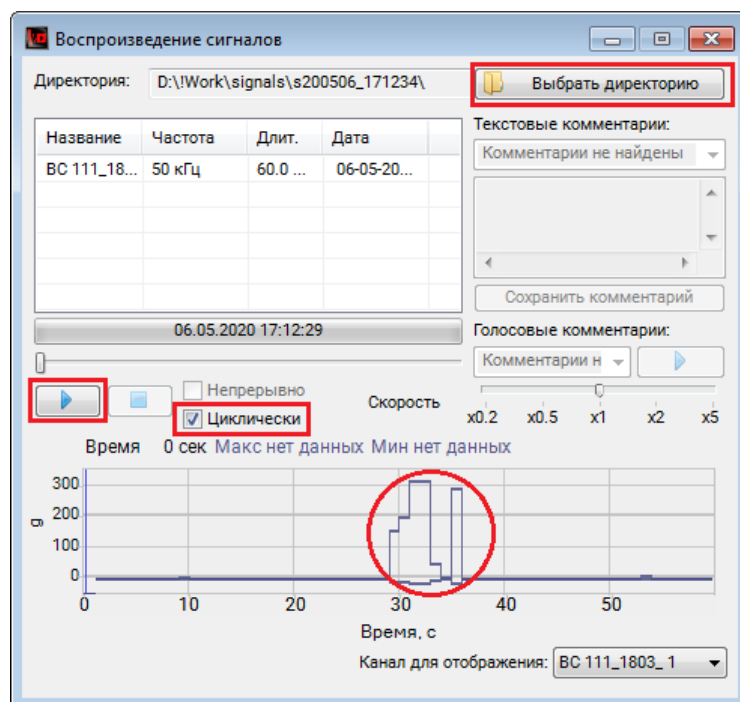 Воспроизведение сигналов
Директория: D:\!Work\signals\s200506_171234\ Выбрать директорию
Название Частота Длит. Дата
ВС 111_18... 50 кГц 60.0 ... 06-05-20...
06.05.2020 17:12:29
Текстовые комментарии:
Комментарии не найдены
Сохранить комментарий
Голосовые комментарии:
Комментарии н
Непрерывно
Циклически
Скорость
x0.2 x0.5 x1 x2 x5
Время 0 сек Макс нет данных Мин нет данных
300
200
100
0
g
0 10 20 30 40 50
Время, с
Канал для отображения: ВС 111_1803_ 1